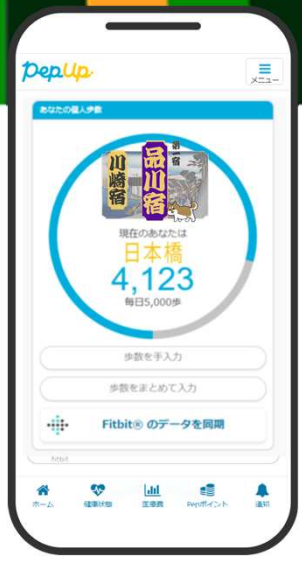 PepUp
メニュー
あなたの個人歩数
川崎宿
品川宿
現在のあなたは
日本橋
4,123
毎日5,000歩
歩数を手入力
歩数をまとめて入力
Fitbit® のデータを同期
fitbit
ホーム
健康状態
医療費
Pepポイント
通知